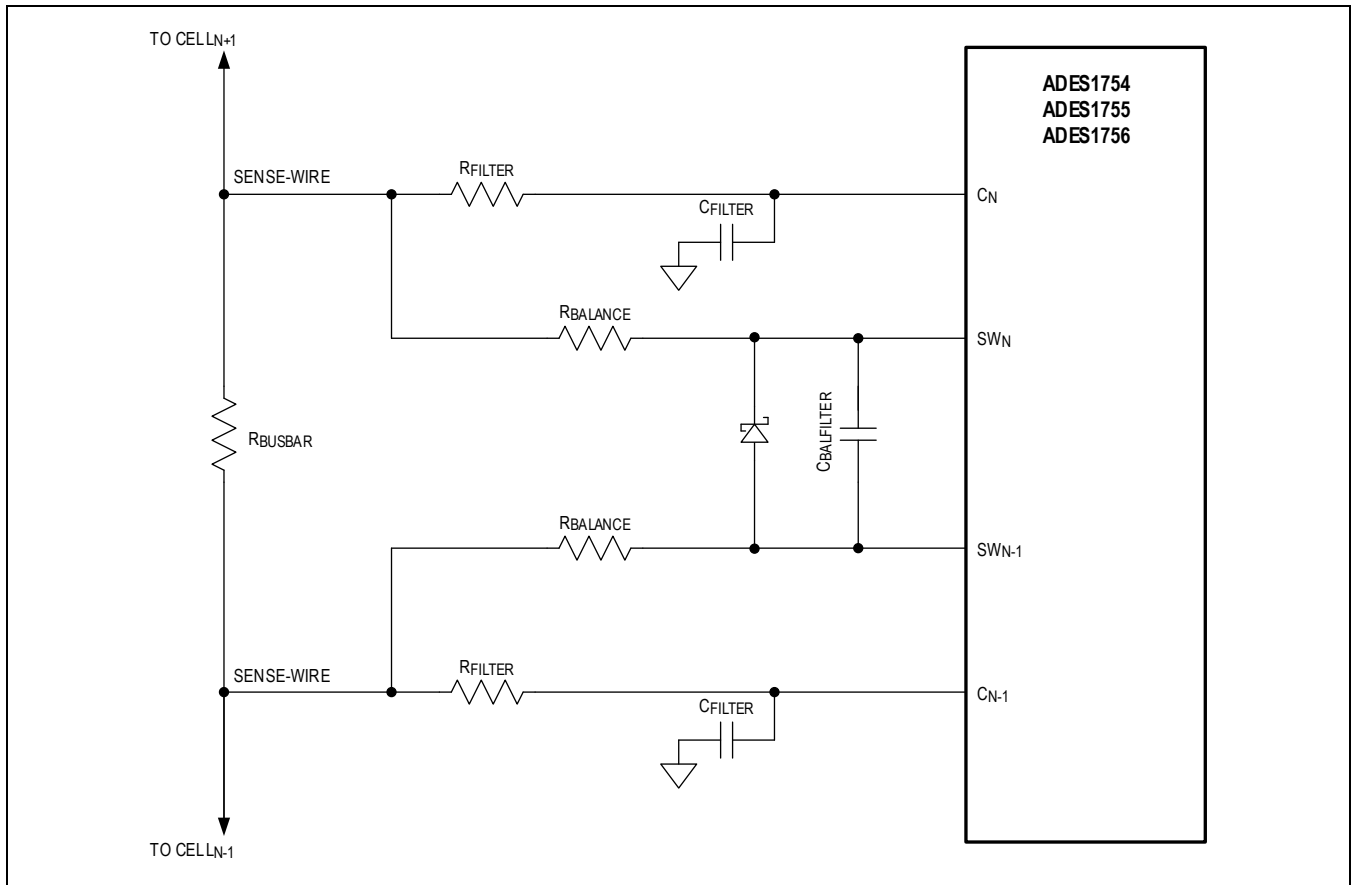 TO CELLN+1
ADES1754
ADES1755
ADES1756
SENSE-WIRE
RFILTER
CFILTER
CN
RBALANCE
SWN
RBUSBAR
CBALFILTER
RBALANCE
SWN-1
SENSE-WIRE
RFILTER
CFILTER
CN-1
TO CELLN-1